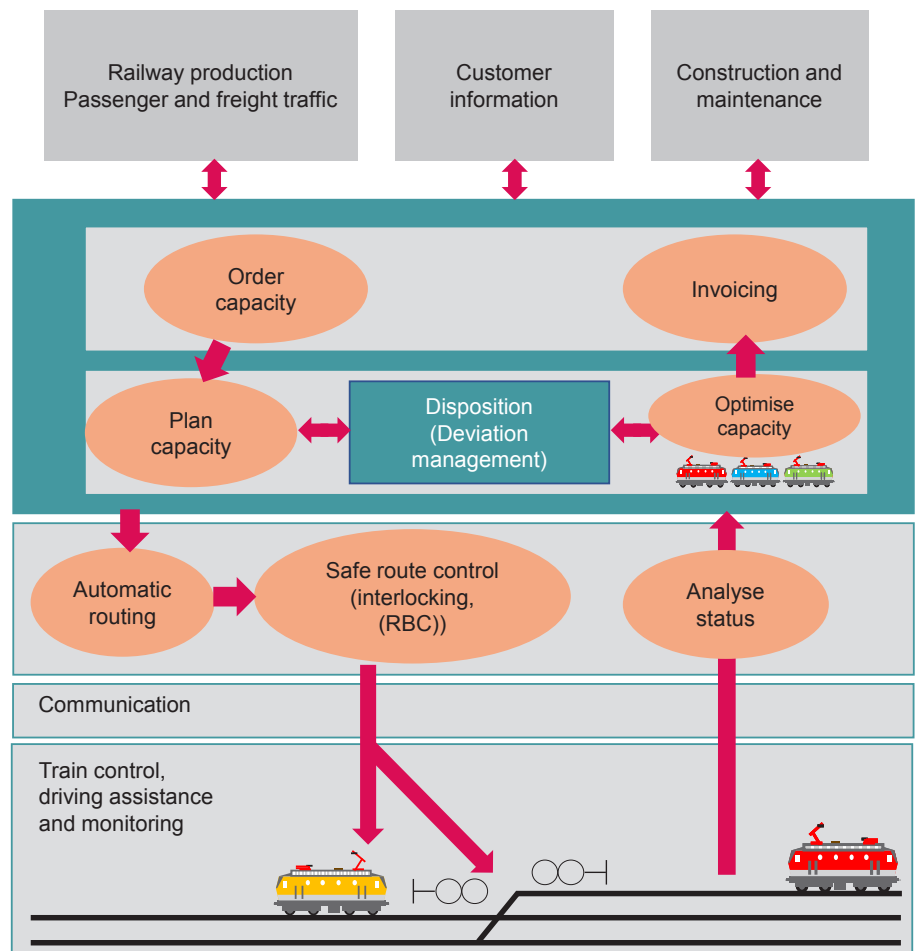 Railway production
Passenger and freight traffic
Customer
information
Construction and
maintenance
Order
capacity
Invoicing
Plan
capacity
Disposition
(Deviation
management)
Optimise
capacity
Automatic
routing
Safe route control
(interlocking,
(RBC))
Analyse
status
Communication
Train control,
driving assistance
and monitoring